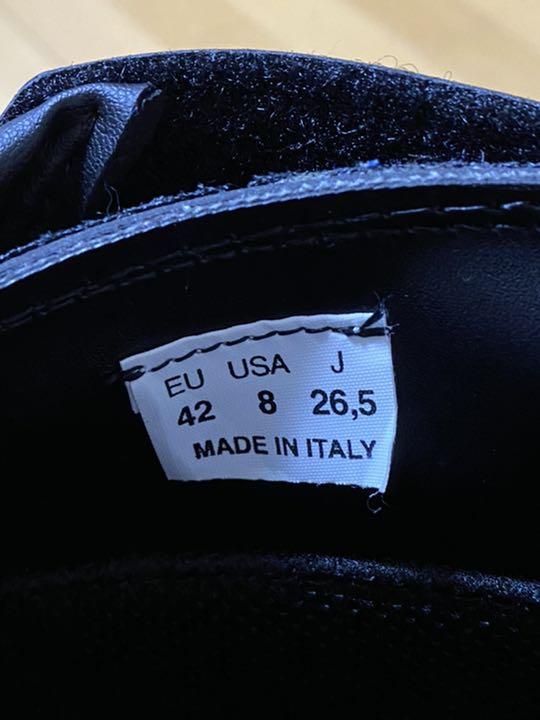 EU USA J
42 8 26,5
MADE IN ITALY